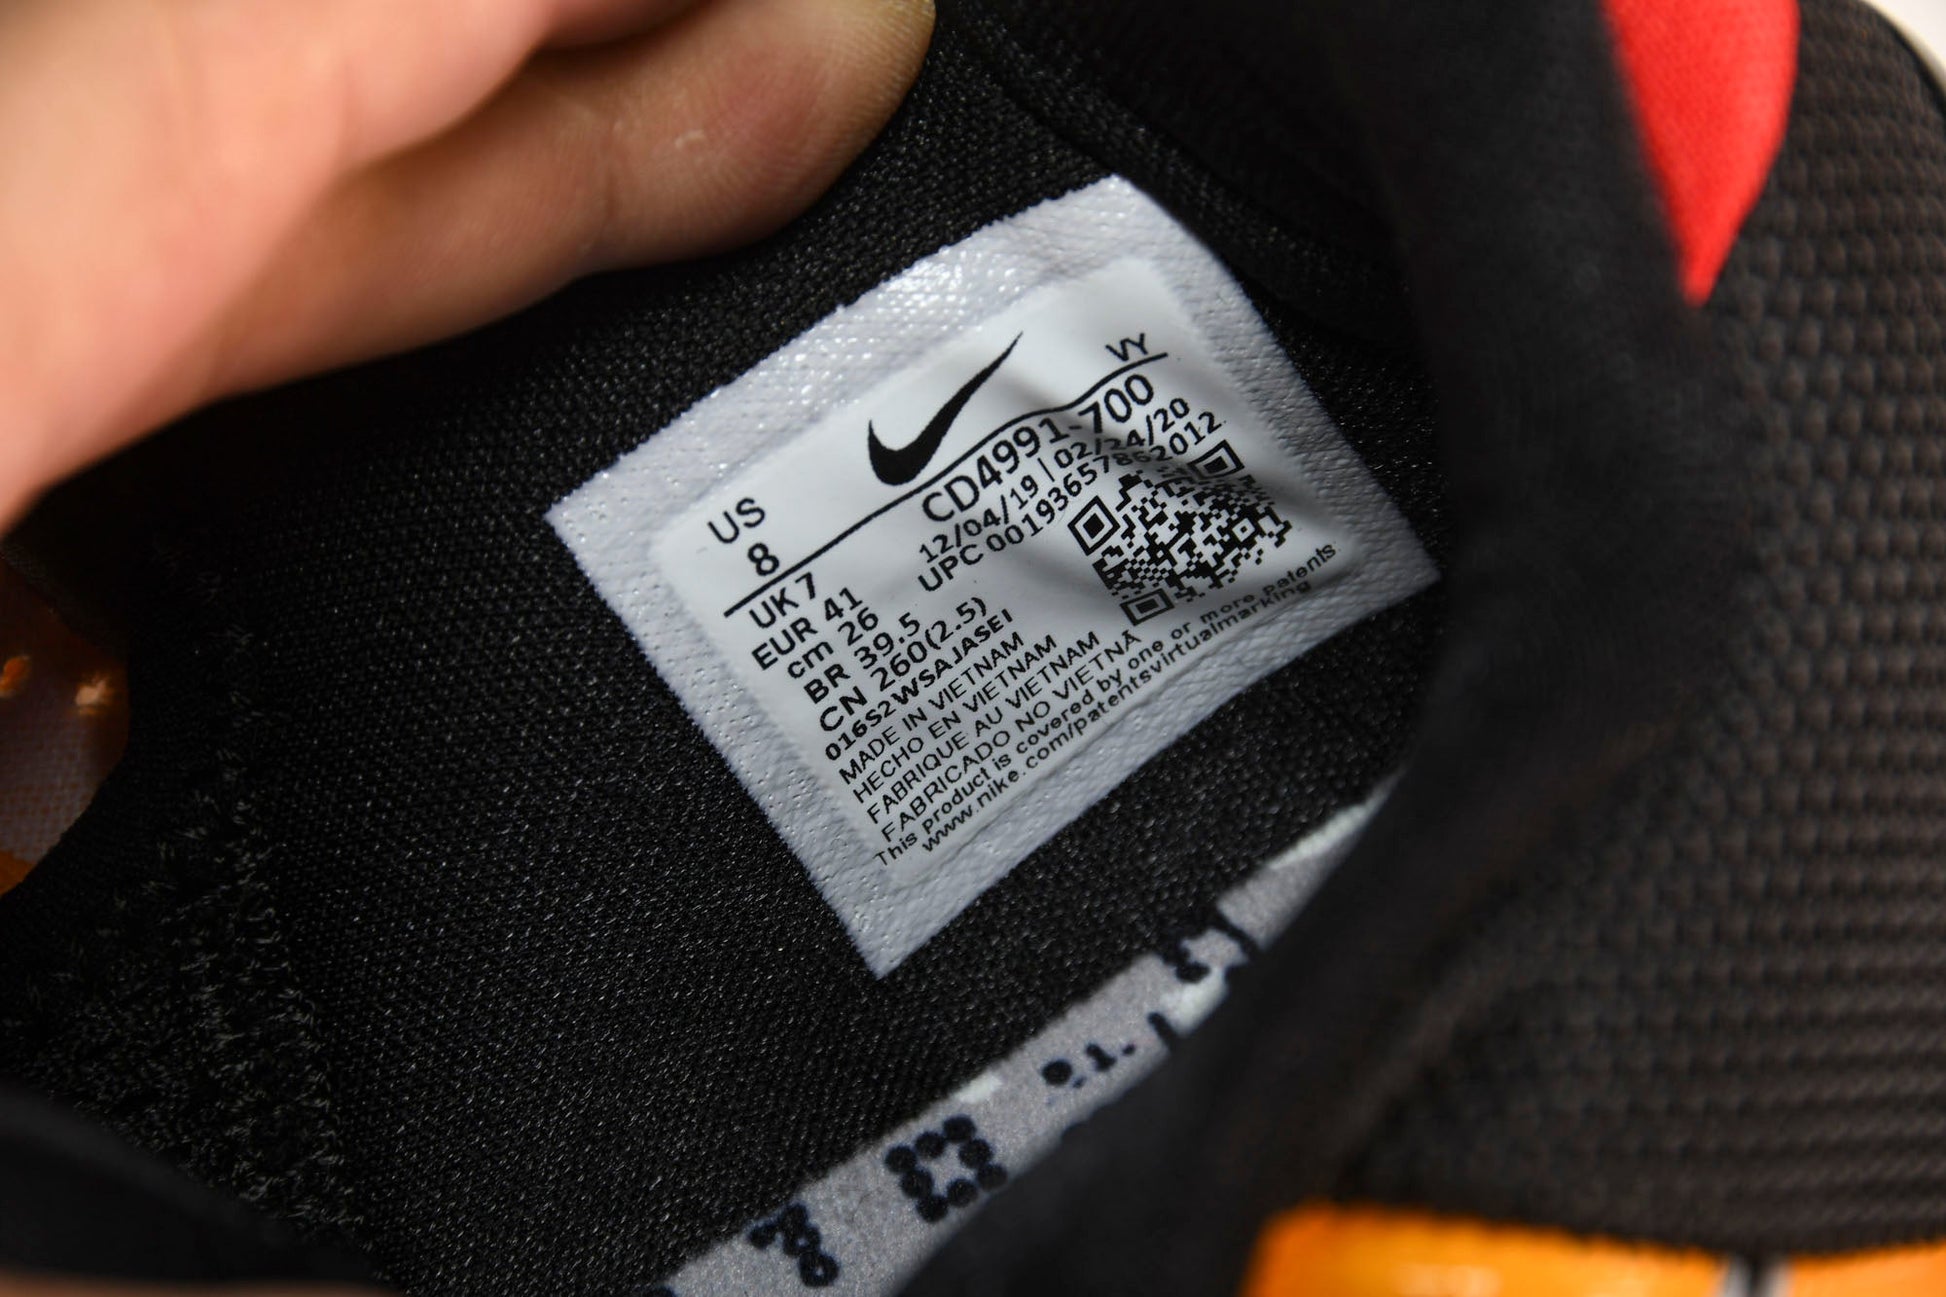 VY
US
8
CD4991-700
12/04/19 | 02/24/20
UPC 00193657862012
UK 7
EUR 41
cm 26
BR 39.5
CN 260(2.5)
016S2WSAJASEI
MADE IN VIETNAM
HECHO EN VIETNAM
FABRIQUE AU VIETNAM
FABRICADO NO VIETNÃ
This product is covered by one or more patents
www.nike.com/patentsvirtualmarking